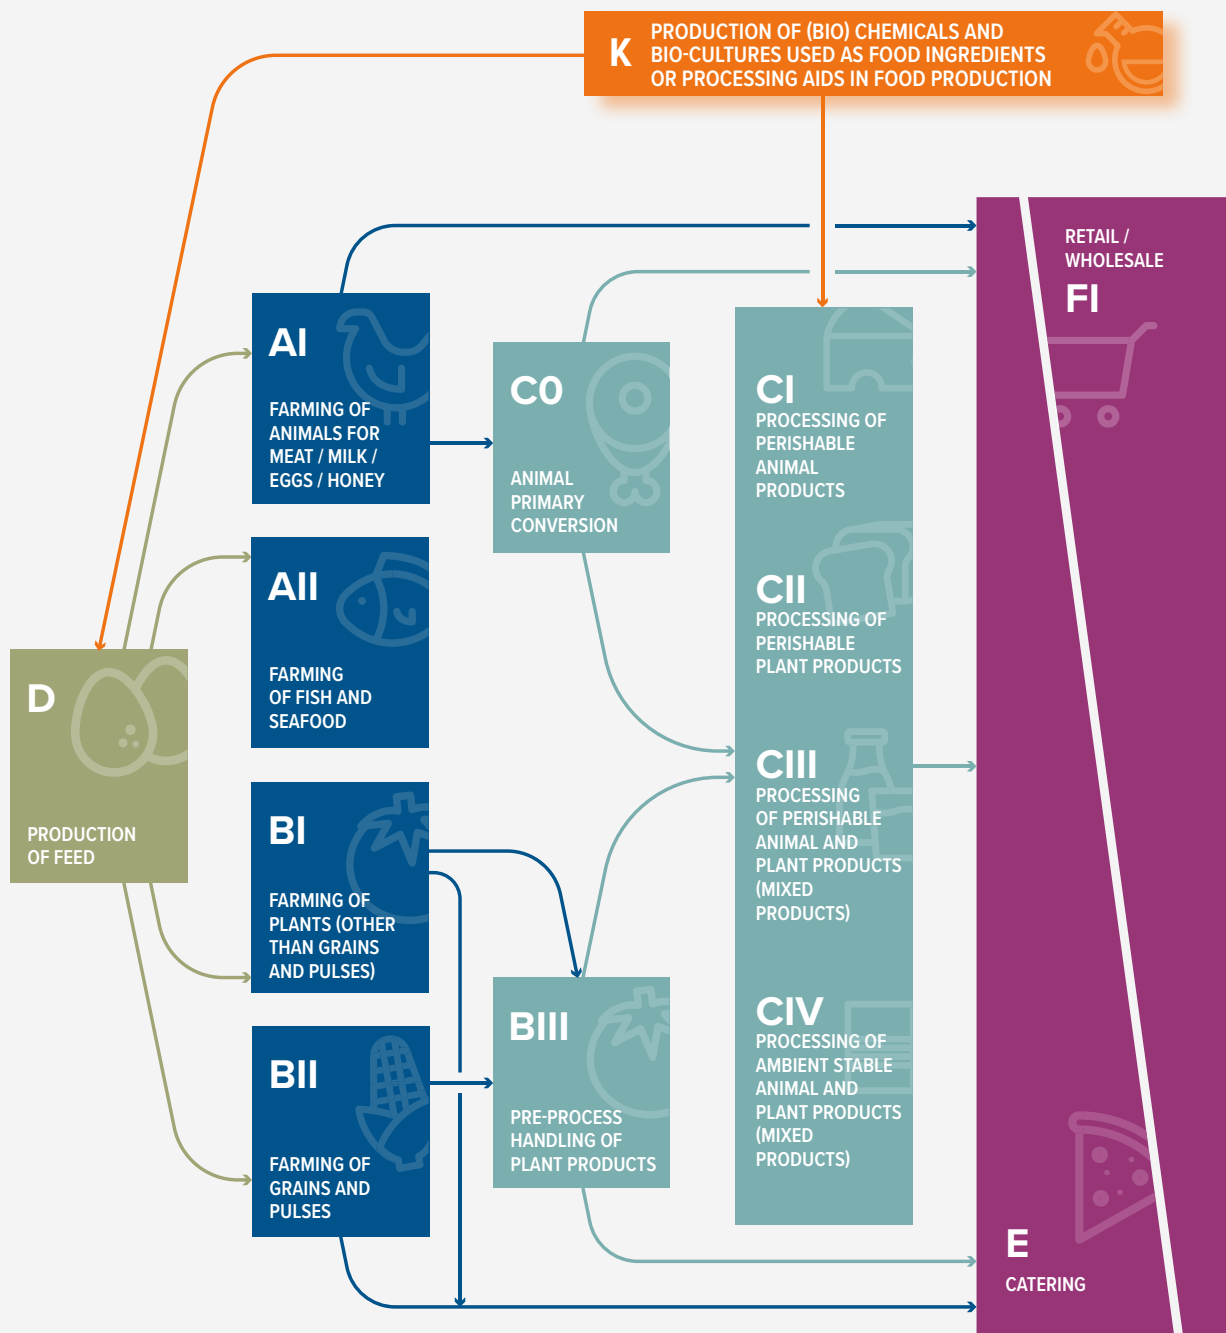 K
PRODUCTION OF (BIO) CHEMICALS AND
BIO-CULTURES USED AS FOOD INGREDIENTS
OR PROCESSING AIDS IN FOOD PRODUCTION
RETAIL /
WHOLESALE
FI
AI
FARMING OF
ANIMALS FOR
MEAT / MILK /
EGGS / HONEY
C0
ANIMAL
PRIMARY
CONVERSION
CI
PROCESSING OF
PERISHABLE
ANIMAL
PRODUCTS
AII
FARMING
OF FISH AND
SEAFOOD
CII
PROCESSING OF
PERISHABLE
PLANT PRODUCTS
D
PRODUCTION
OF FEED
BI
FARMING OF
PLANTS (OTHER
THAN GRAINS
AND PULSES)
CIII
PROCESSING
OF PERISHABLE
ANIMAL AND
PLANT PRODUCTS
(MIXED
PRODUCTS)
BII
FARMING OF
GRAINS AND
PULSES
BIII
PRE-PROCESS
HANDLING OF
PLANT PRODUCTS
CIV
PROCESSING OF
AMBIENT STABLE
ANIMAL AND
PLANT PRODUCTS
(MIXED
PRODUCTS)
E
CATERING